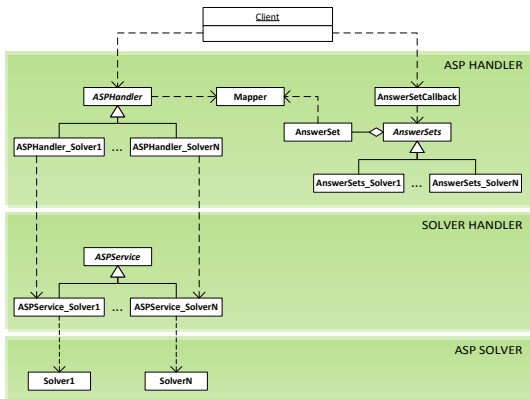 Client
ASP HANDLER
ASPHandler
Mapper
AnswerSetCallback
AnswerSet
AnswerSets
ASPHandler_Solver1
...
ASPHandler_SolverN
AnswerSets_Solver1
...
AnswerSets_SolverN
SOLVER HANDLER
ASPService
ASPService_Solver1
...
ASPService_SolverN
ASP SOLVER
Solver1
SolverN